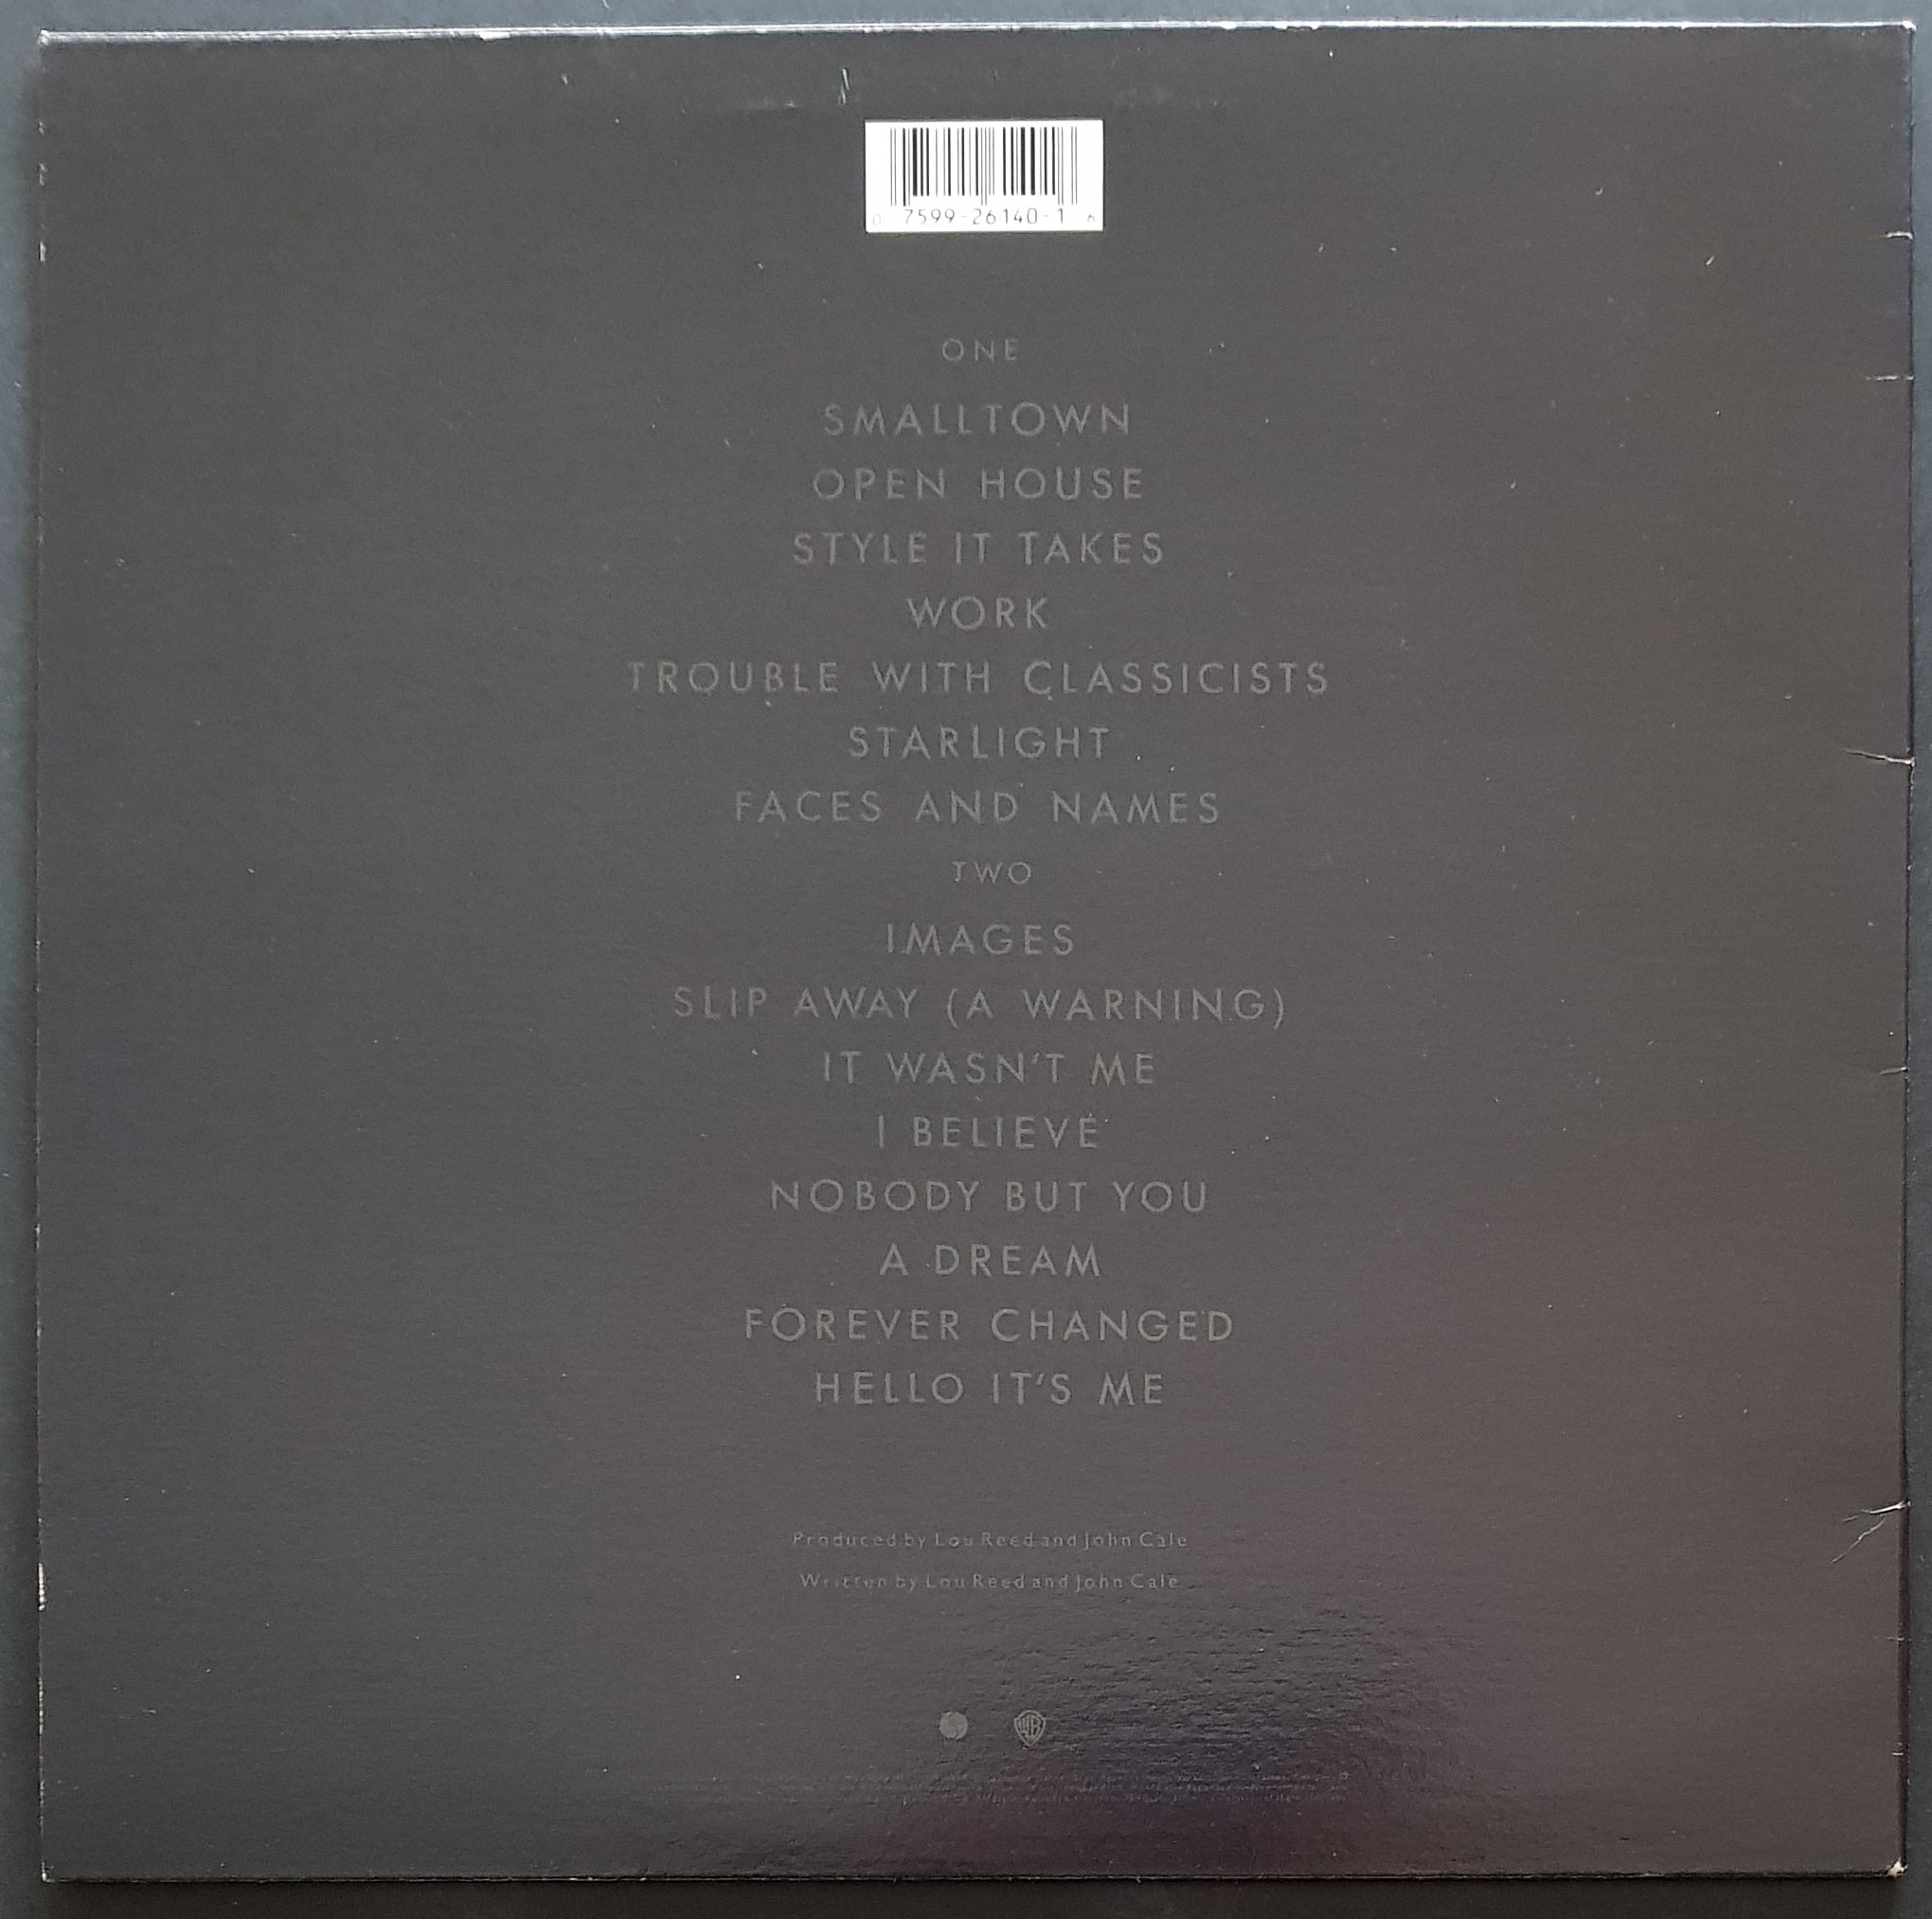 0 7599-26140-1 6
ONE
SMALLTOWN
OPEN HOUSE
STYLE IT TAKES
WORK
TROUBLE WITH CLASSICISTS
STARLIGHT
FACES AND NAMES
TWO
IMAGES
SLIP AWAY (A WARNING)
IT WASN'T ME
I BELIEVE
NOBODY BUT YOU
A DREAM
FOREVER CHANGED
HELLO IT'S ME
Produced by Lou Reed and John Cale
Written by Lou Reed and John Cale
WB